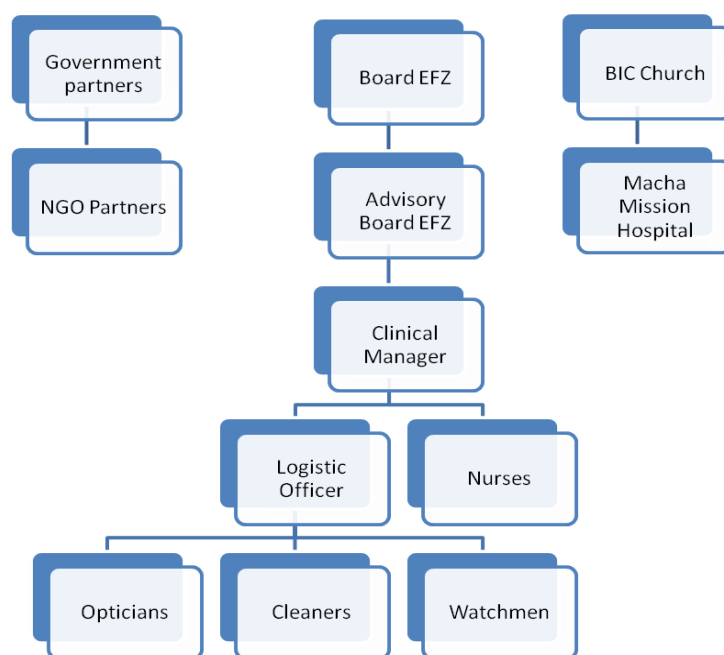 Government
partners
Board EFZ
BIC Church
NGO Partners
Advisory
Board EFZ
Macha
Mission
Hospital
Clinical
Manager
Logistic
Officer
Nurses
Opticians
Cleaners
Watchmen